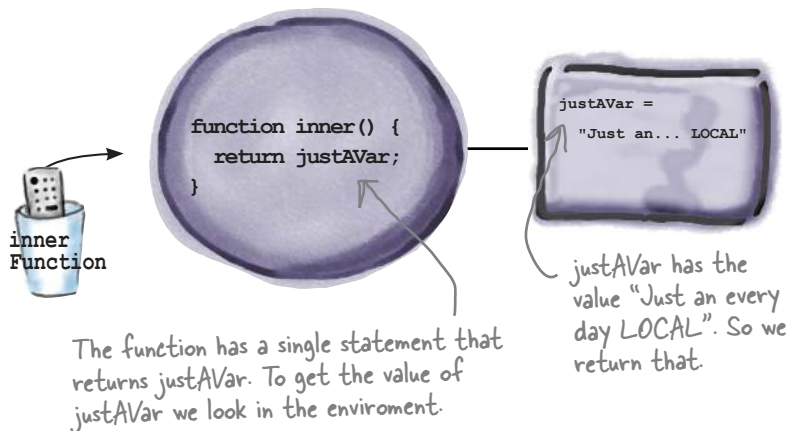 function inner() {
return justAVar;
}
justAVar =
"Just an... LOCAL"
inner
Function
The function has a single statement that
returns justAVar. To get the value of
justAVar we look in the enviroment.
justAVar has the
value “Just an every
day LOCAL”. So we
return that.